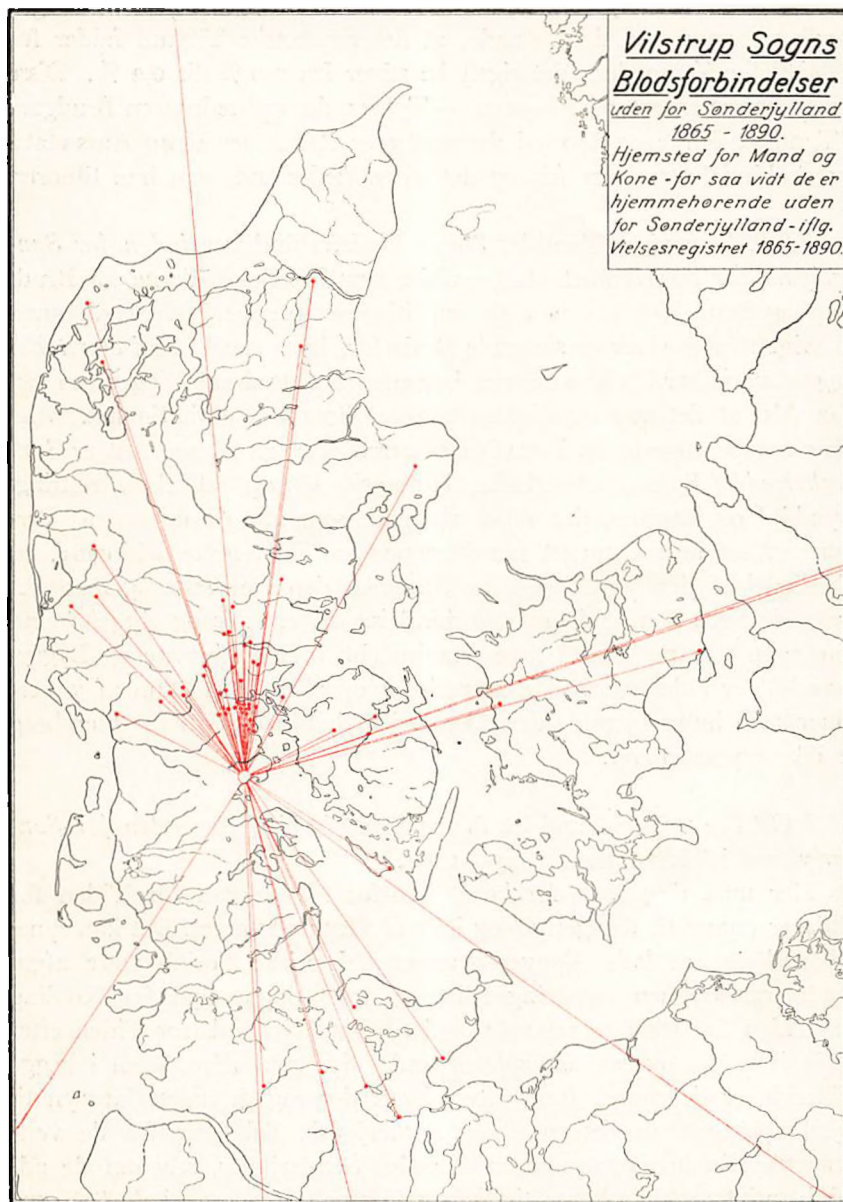 Vilstrup Sogns
Blodsforbindelser
uden for Sønderjylland
1865 - 1890.
Hjemsted for Mand og
Kone - for saa vidt de er
hjemmehørende uden
for Sønderjylland - iflg.
Vielsesregistret 1865-1890.